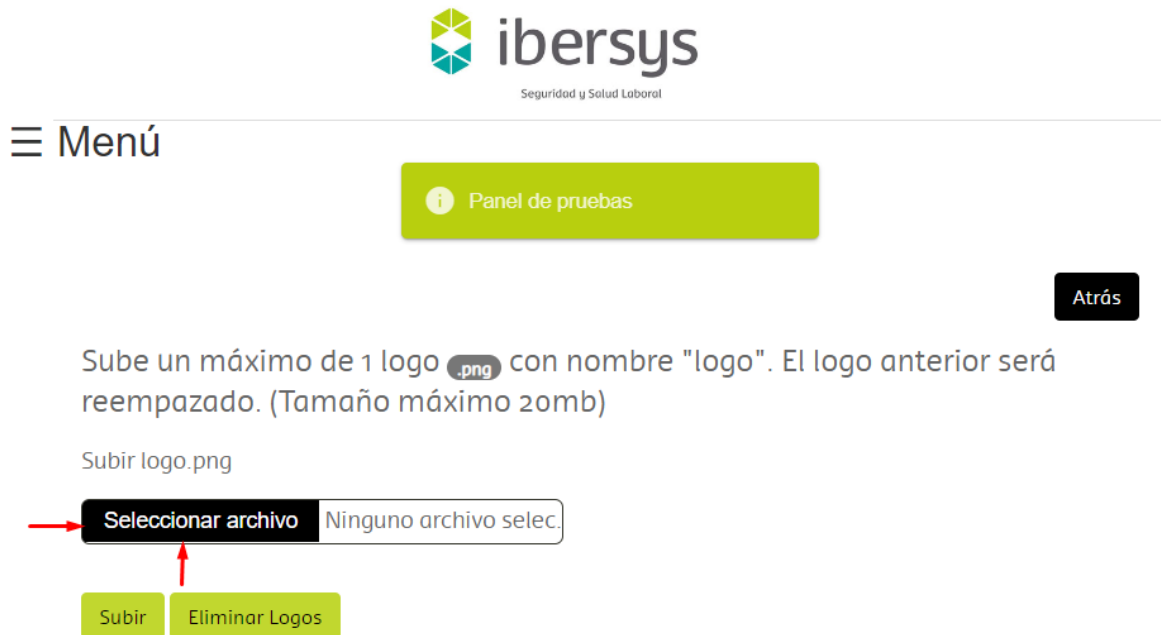 ibersys
Seguridad y Salud Laboral
☰ Menú
i Panel de pruebas
Atrás
Sube un máximo de 1 logo .png con nombre "logo". El logo anterior será
reempazado. (Tamaño máximo 20mb)
Subir logo.png
Seleccionar archivo Ninguno archivo selec.
Subir Eliminar Logos